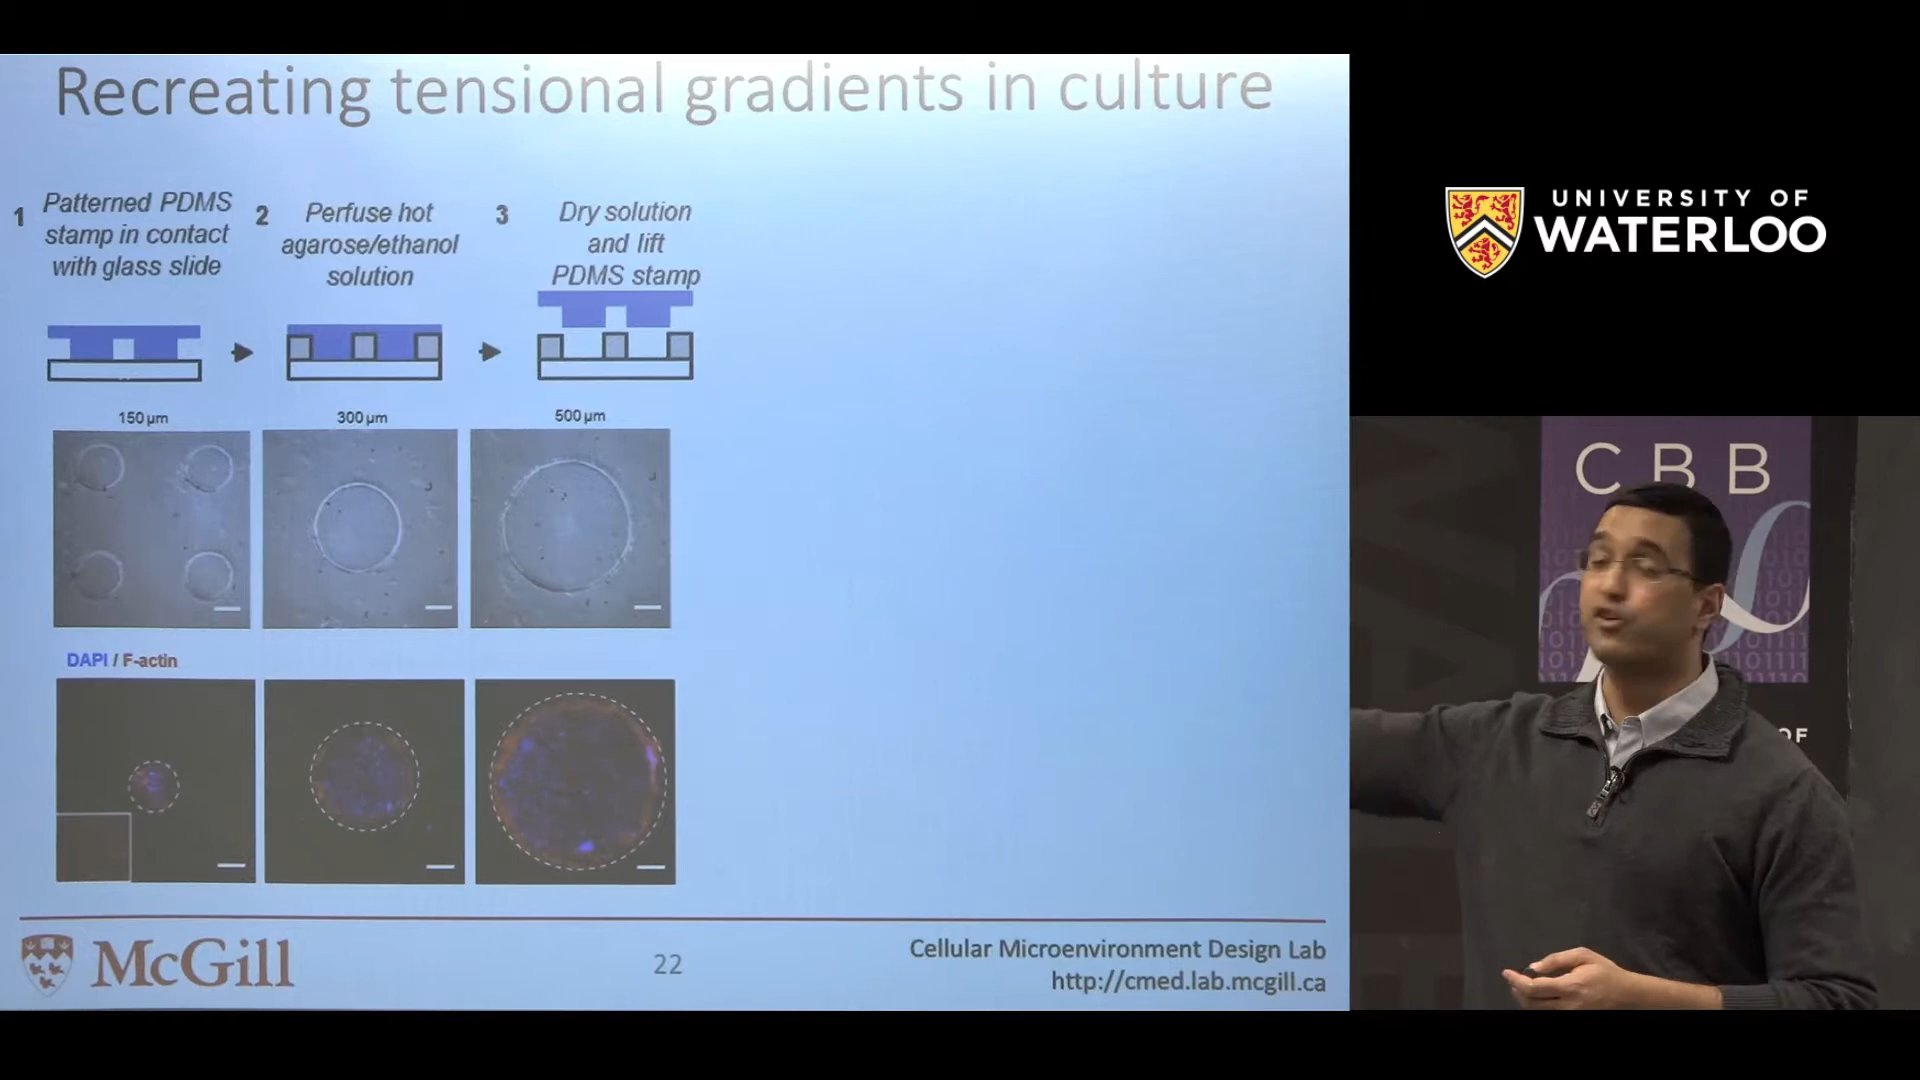 Recreating tensional gradients in culture
1
Patterned PDMS
stamp in contact
with glass slide
2
Perfuse hot
agarose/ethanol
solution
3
Dry solution
and lift
PDMS stamp
150 µm
300 µm
500 µm
DAPI / F-actin
McGill
22
Cellular Microenvironment Design Lab
http://cmed.lab.mcgill.ca
UNIVERSITY OF
WATERLOO
CBB
OF